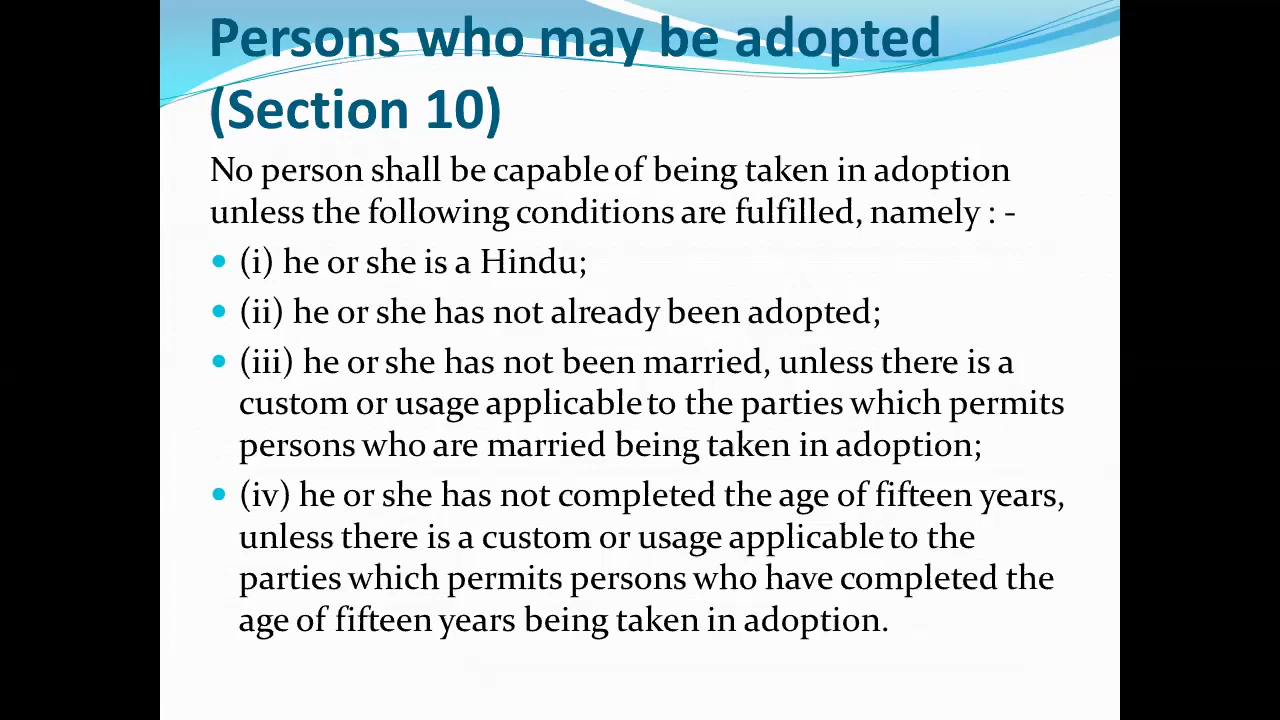 Persons who may be adopted
(Section 10)
No person shall be capable of being taken in adoption
unless the following conditions are fulfilled, namely : -
(i) he or she is a Hindu;
(ii) he or she has not already been adopted;
(iii) he or she has not been married, unless there is a
custom or usage applicable to the parties which permits
persons who are married being taken in adoption;
(iv) he or she has not completed the age of fifteen years,
unless there is a custom or usage applicable to the
parties which permits persons who have completed the
age of fifteen years being taken in adoption.